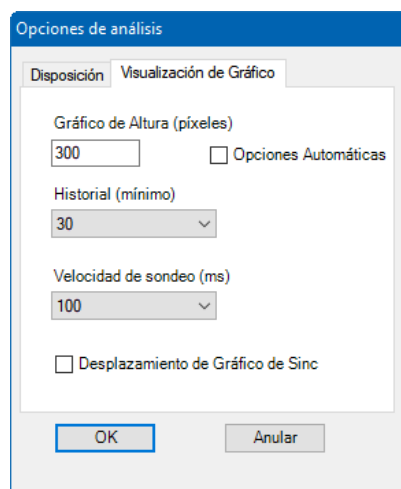 Opciones de análisis
Disposición Visualización de Gráfico
Gráfico de Altura (píxeles)
300 Opciones Automáticas
Historial (mínimo)
30
Velocidad de sondeo (ms)
100
Desplazamiento de Gráfico de Sinc
OK Anular